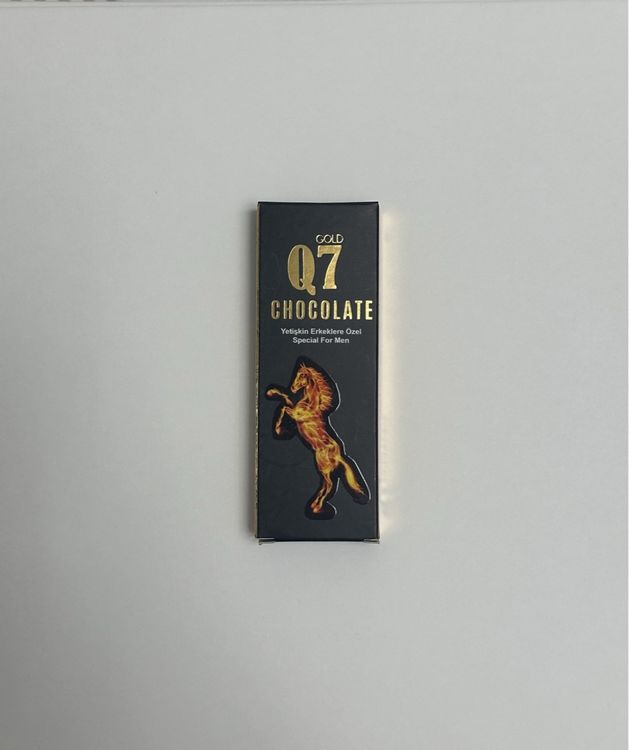 GOLD
Q7
CHOCOLATE
Yetişkin Erkeklere Özel
Special For Men